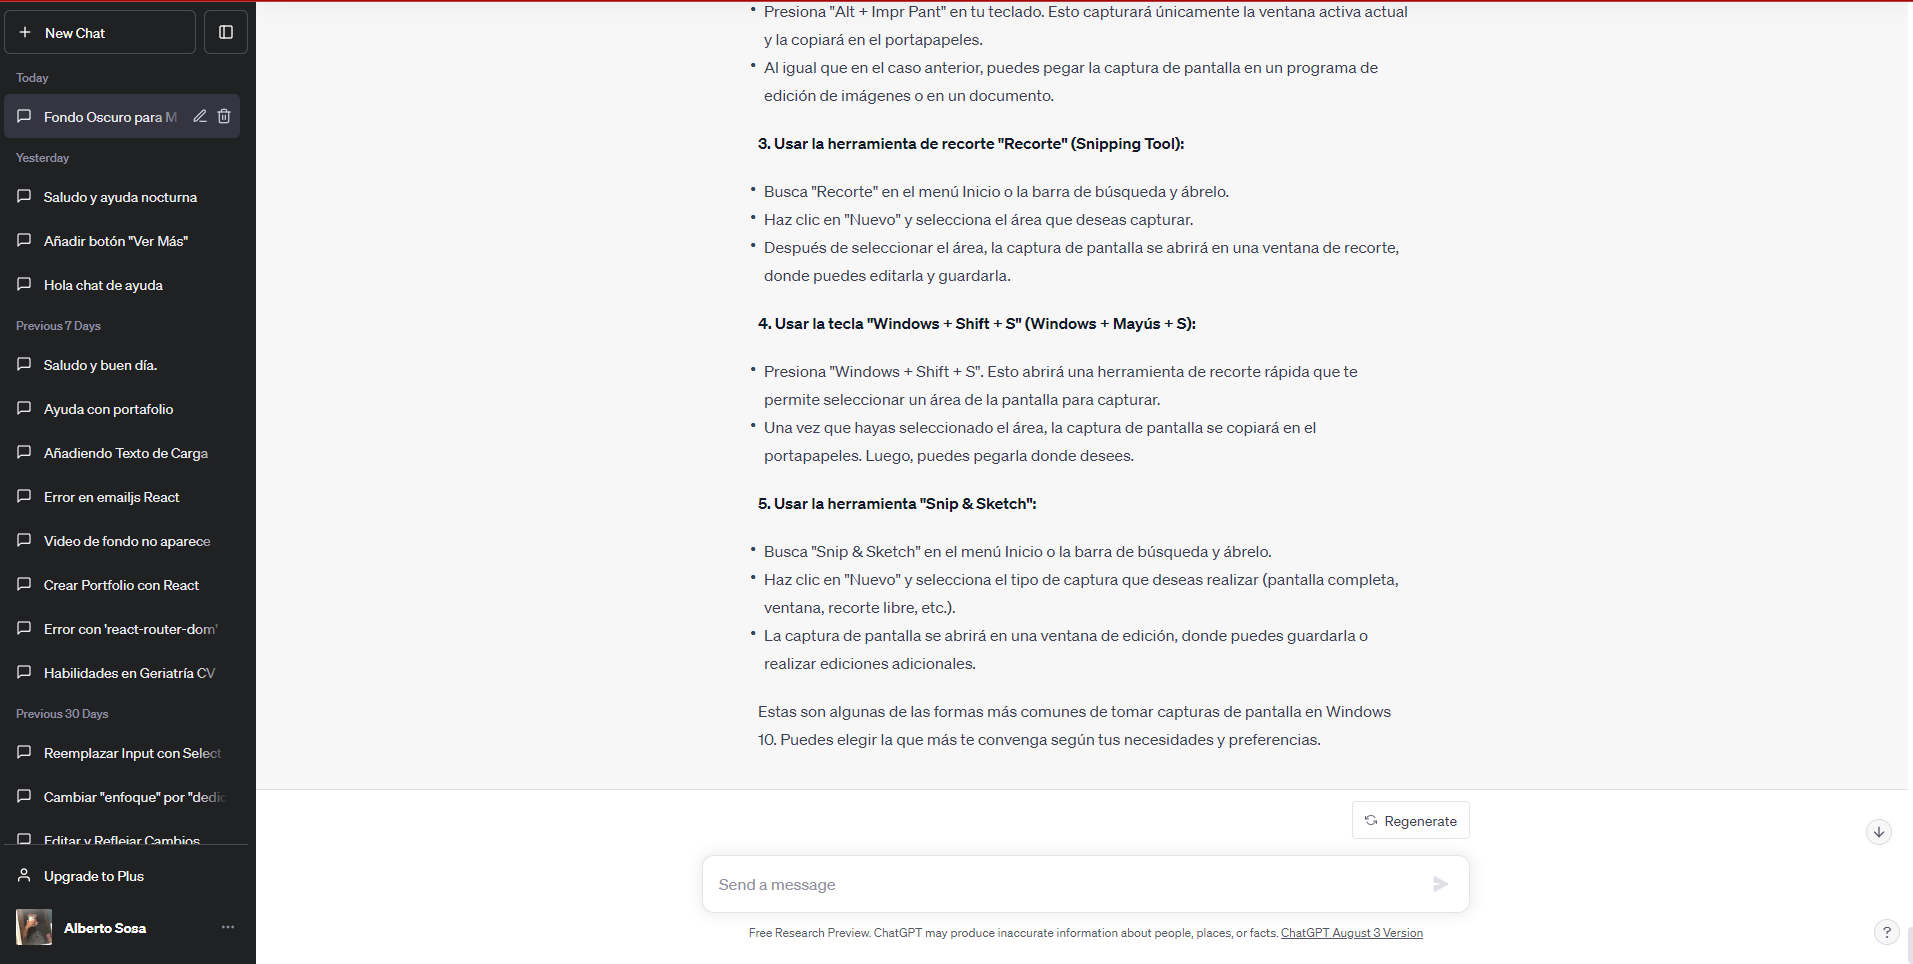 New Chat
Today
Fondo Oscuro para M
Yesterday
Saludo y ayuda nocturna
Añadir botón "Ver Más"
Hola chat de ayuda
Previous 7 Days
Saludo y buen día.
Ayuda con portafolio
Añadiendo Texto de Carga
Error en emailjs React
Video de fondo no aparece
Crear Portfolio con React
Error con 'react-router-dom'
Habilidades en Geriatría CV
Previous 30 Days
Reemplazar Input con Select
Cambiar "enfoque" por "dedic
Editar y Reflejar Cambios
Upgrade to Plus
Alberto Sosa
• Presiona "Alt + Impr Pant" en tu teclado. Esto capturará únicamente la ventana activa actual
y la copiará en el portapapeles.
• Al igual que en el caso anterior, puedes pegar la captura de pantalla en un programa de
edición de imágenes o en un documento.
3. Usar la herramienta de recorte "Recorte" (Snipping Tool):
• Busca "Recorte" en el menú Inicio o la barra de búsqueda y ábrelo.
• Haz clic en "Nuevo" y selecciona el área que deseas capturar.
• Después de seleccionar el área, la captura de pantalla se abrirá en una ventana de recorte,
donde puedes editarla y guardarla.
4. Usar la tecla "Windows + Shift + S" (Windows + Mayús + S):
• Presiona "Windows + Shift + S". Esto abrirá una herramienta de recorte rápida que te
permite seleccionar un área de la pantalla para capturar.
• Una vez que hayas seleccionado el área, la captura de pantalla se copiará en el
portapapeles. Luego, puedes pegarla donde desees.
5. Usar la herramienta "Snip & Sketch":
• Busca "Snip & Sketch" en el menú Inicio o la barra de búsqueda y ábrelo.
• Haz clic en "Nuevo" y selecciona el tipo de captura que deseas realizar (pantalla completa,
ventana, recorte libre, etc.).
• La captura de pantalla se abrirá en una ventana de edición, donde puedes guardarla o
realizar ediciones adicionales.
Estas son algunas de las formas más comunes de tomar capturas de pantalla en Windows
10. Puedes elegir la que más te convenga según tus necesidades y preferencias.
Regenerate
Send a message
Free Research Preview. ChatGPT may produce inaccurate information about people, places, or facts. ChatGPT August 3 Version
?